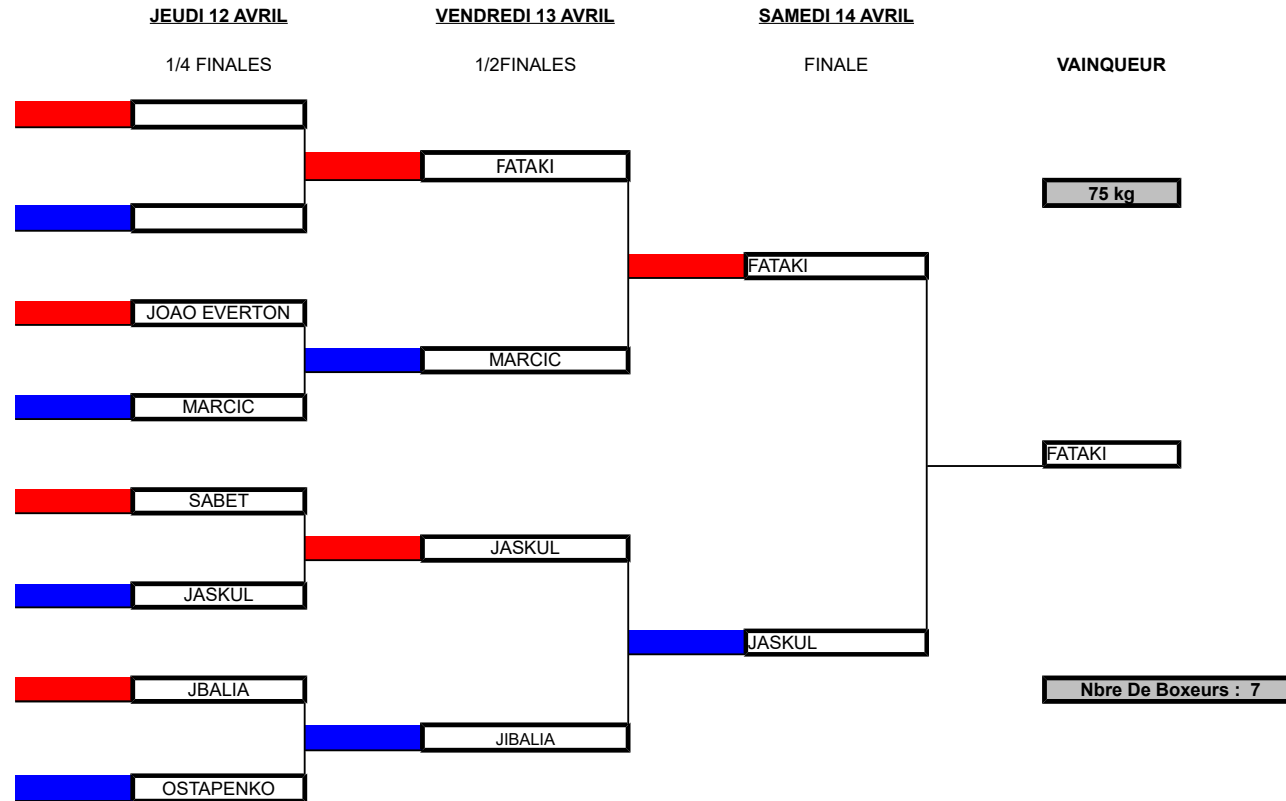 JEUDI 12 AVRIL VENDREDI 13 AVRIL SAMEDI 14 AVRIL
1/4 FINALES 1/2FINALES FINALE VAINQUEUR
FATAKI
75 kg
FATAKI
JOAO EVERTON
MARCIC
MARCIC
FATAKI
SABET
JASKUL
JASKUL
JASKUL
JBALIA
Nbre De Boxeurs : 7
JIBALIA
OSTAPENKO